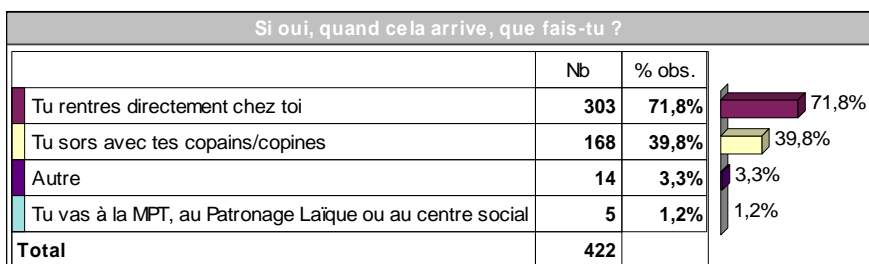 Si oui, quand cela arrive, que fais-tu ?
Nb % obs.
Tu rentres directement chez toi 303 71,8% 71,8%
Tu sors avec tes copains/copines 168 39,8% 39,8%
Autre 14 3,3% 3,3%
Tu vas à la MPT, au Patronage Laïque ou au centre social 5 1,2% 1,2%
Total 422